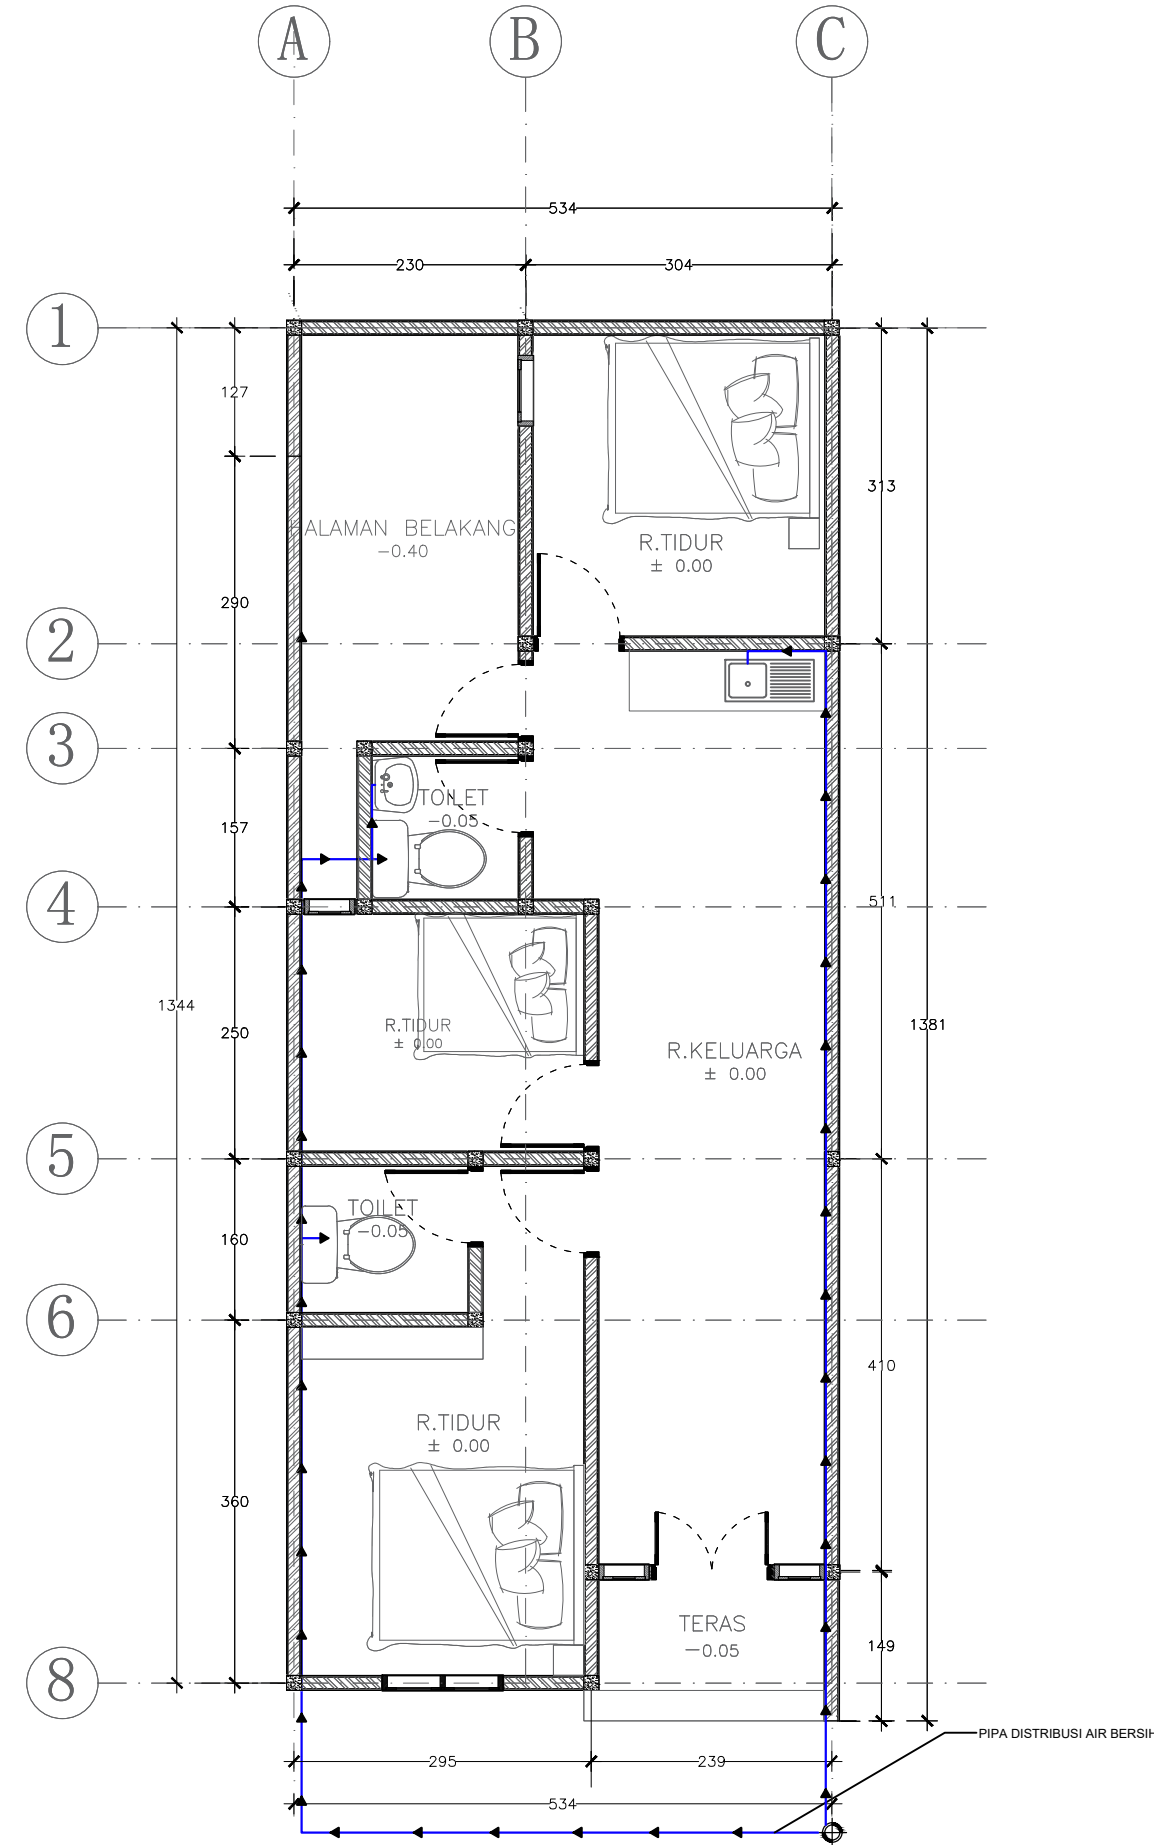 A
B
C
534
230
304
1
127
313
ALAMAN BELAKANG
-0.40
R.TIDUR
± 0.00
290
2
3
TOILET
-0.05
157
4
511
1344
R.TIDUR
± 0.00
250
R.KELUARGA
± 0.00
1381
5
TOILET
-0.05
160
6
410
R.TIDUR
± 0.00
360
TERAS
-0.05
149
8
PIPA DISTRIBUSI AIR BERSIH
295
239
534